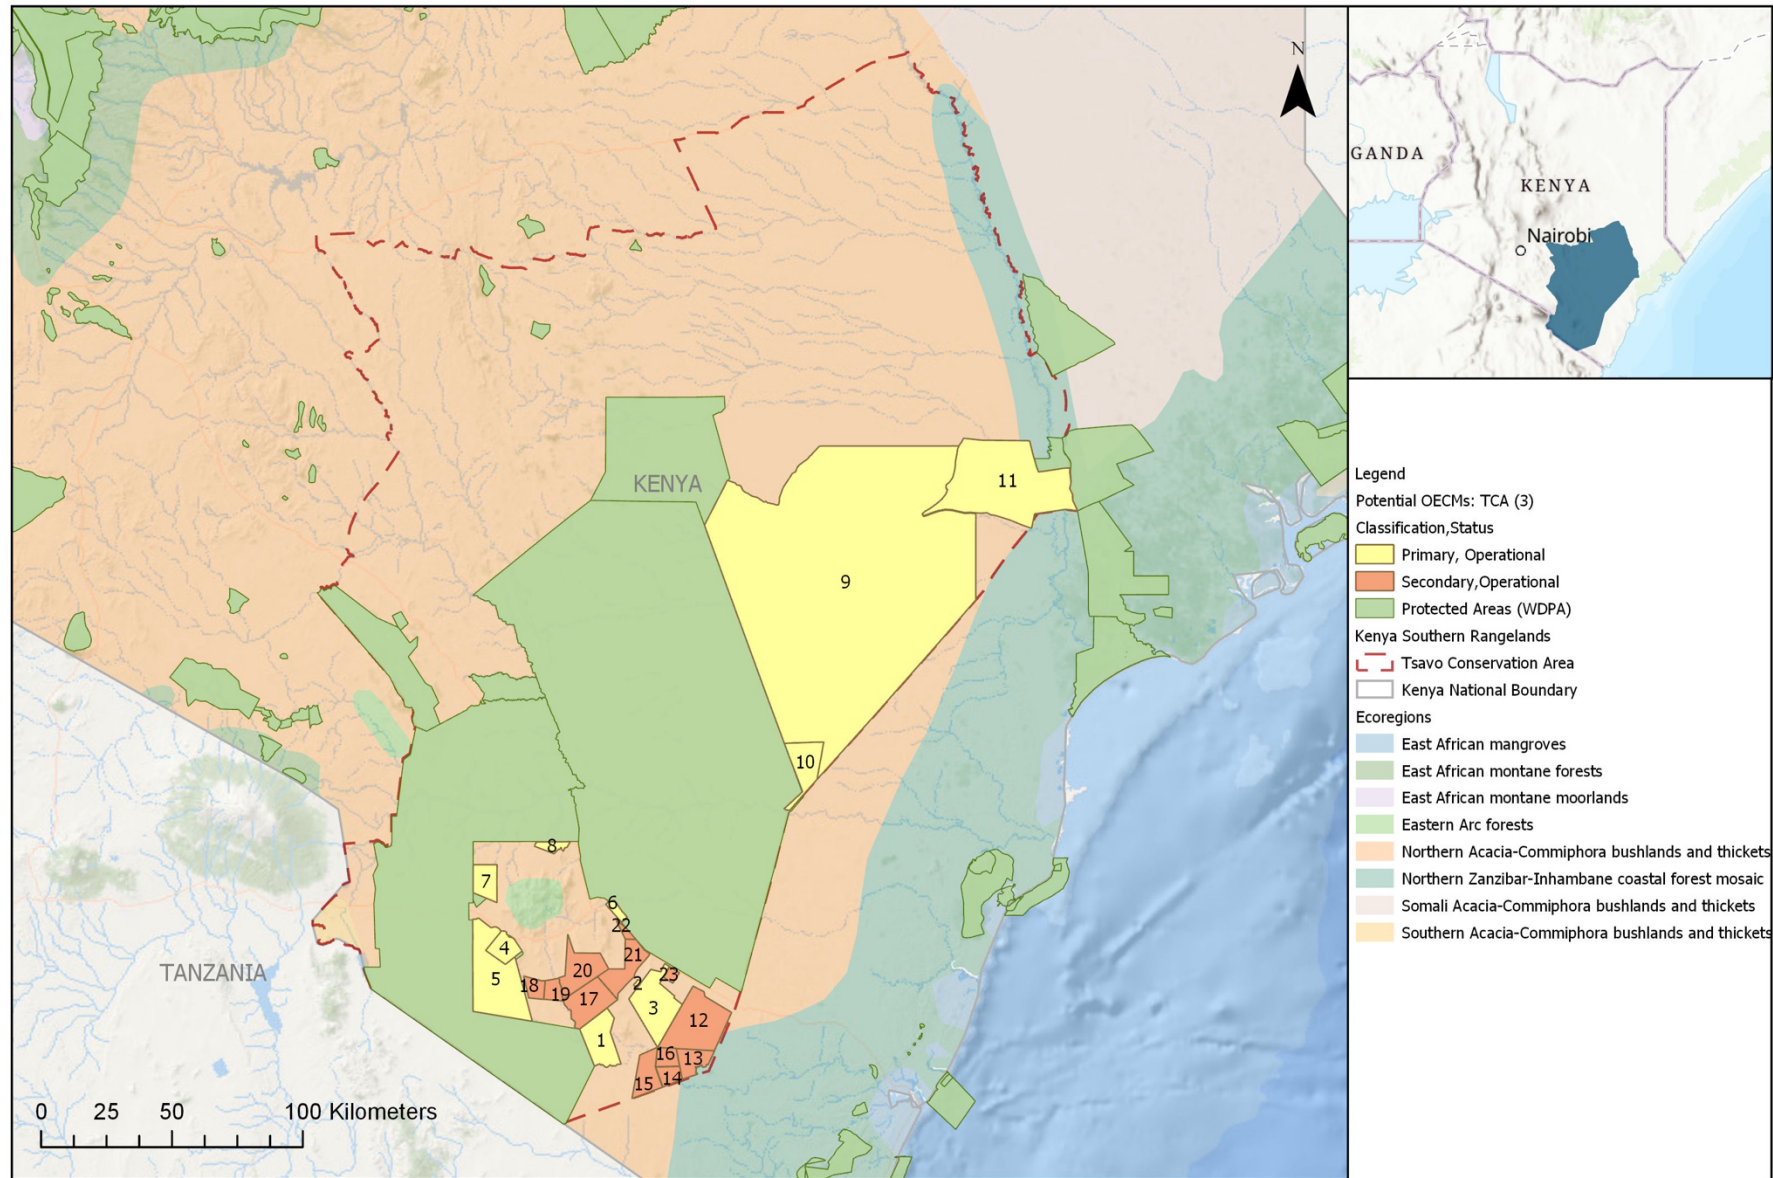 N
KENYA
11
9
10
8
7
6
22
4
21
5
20
23
18
19
2
17
3
12
1
16
13
14
15
TANZANIA
0 25 50 100 Kilometers
GANDA
KENYA
Nairobi
Legend
Potential OECMs: TCA (3)
Classification,Status
Primary, Operational
Secondary,Operational
Protected Areas (WDPA)
Kenya Southern Rangelands
Tsavo Conservation Area
Kenya National Boundary
Ecoregions
East African mangroves
East African montane forests
East African montane moorlands
Eastern Arc forests
Northern Acacia-Commiphora bushlands and thickets
Northern Zanzibar-Inhambane coastal forest mosaic
Somali Acacia-Commiphora bushlands and thickets
Southern Acacia-Commiphora bushlands and thickets